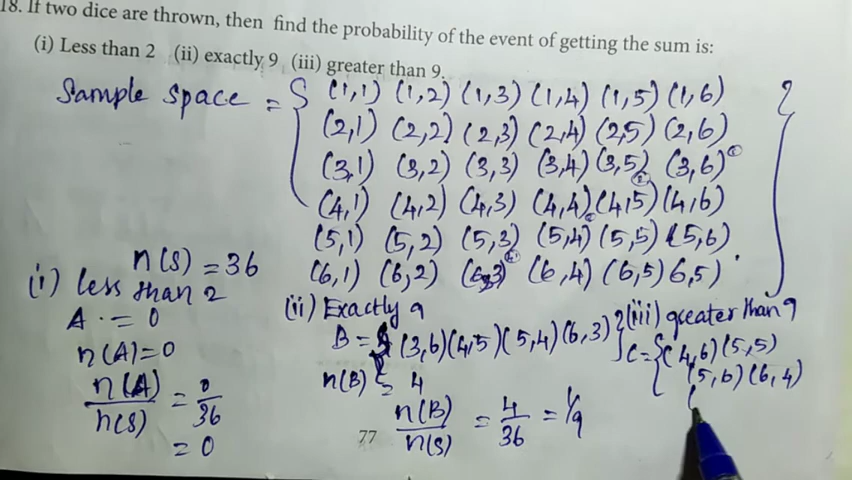 18. If two dice are thrown, then find the probability of the event of getting the sum is:
(i) Less than 2 (ii) exactly 9 (iii) greater than 9.
Sample space = { (1,1) (1,2) (1,3) (1,4) (1,5) (1,6) }
(2,1) (2,2) (2,3) (2,4) (2,5) (2,6)
(3,1) (3,2) (3,3) (3,4) (3,5) (3,6)
(4,1) (4,2) (4,3) (4,4) (4,5) (4,6)
(5,1) (5,2) (5,3) (5,4) (5,5) (5,6)
(6,1) (6,2) (6,3) (6,4) (6,5) 6,5)
n(S) = 36
(i) less than 2
A = 0
n(A) = 0
n(A)/n(S) = 0/36
= 0
(ii) Exactly 9
B = { (3,6) (4,5) (5,4) (6,3) }
n(B) = 4
n(B)/n(S) = 4/36 = 1/9
(iii) greater than 9
C = { (4,6) (5,5)
(5,6) (6,4)
(
77